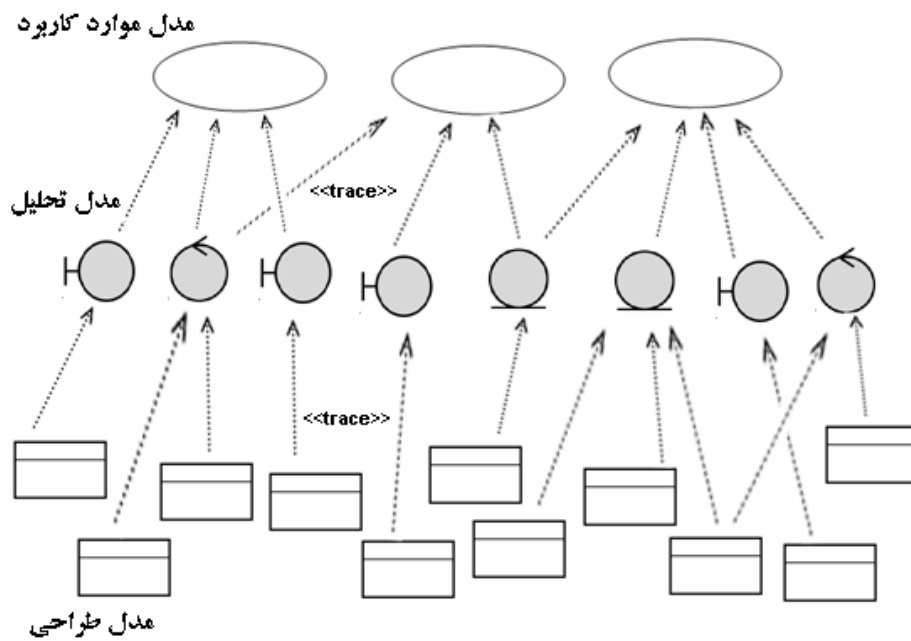 مدل موارد کاربرد
<<trace>>
مدل تحلیل
<<trace>>
مدل طراحی